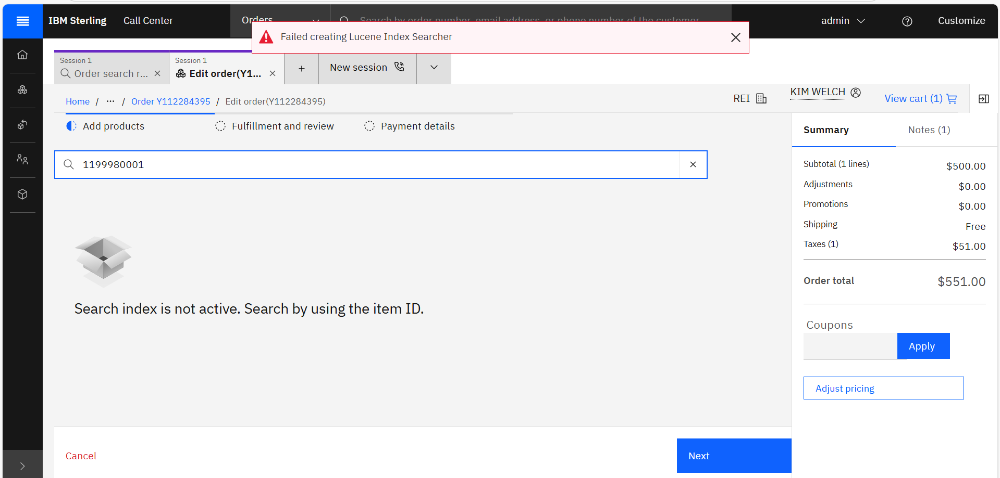 IBM Sterling Call Center
Orders
Search by order number, email address, or phone number of the customer
admin
Customize
Failed creating Lucene Index Searcher
Session 1
Order search r...
Session 1
Edit order(Y1...
+
New session
Home / ... / Order Y112284395 / Edit order(Y112284395)
REI
KIM WELCH
View cart (1)
Add products
Fulfillment and review
Payment details
1199980001
Search index is not active. Search by using the item ID.
Cancel
Next
Summary
Notes (1)
Subtotal (1 lines) $500.00
Adjustments $0.00
Promotions $0.00
Shipping Free
Taxes (1) $51.00
Order total $551.00
Coupons
Apply
Adjust pricing